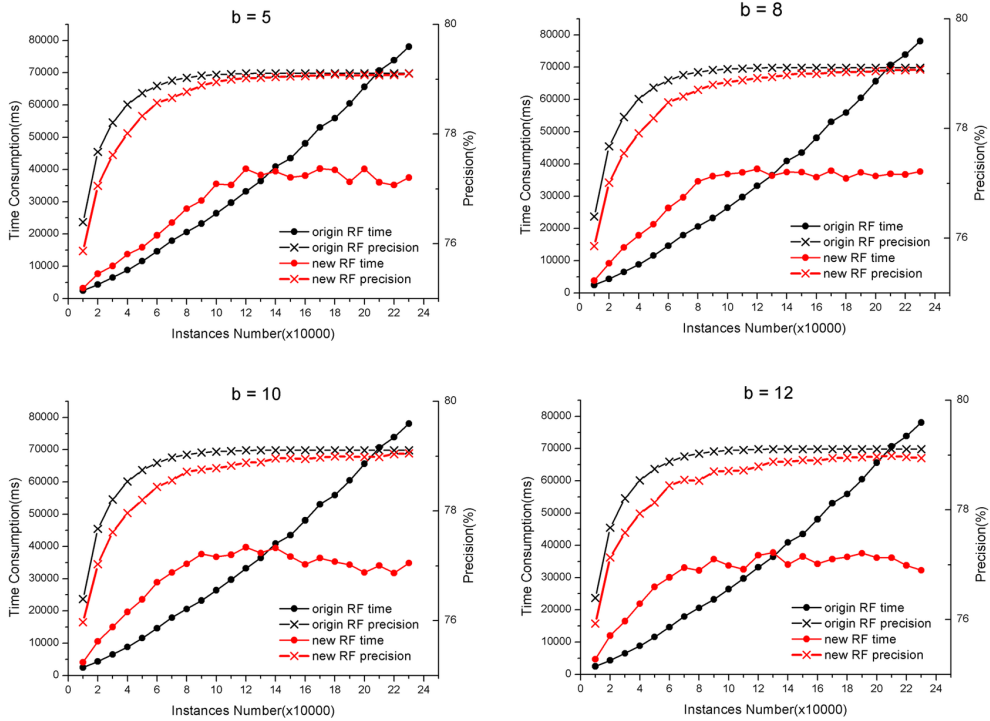 b = 5
80000
70000
60000
50000
40000
30000
20000
10000
0
Time Consumption(ms)
80
78
76
Precision(%)
origin RF time
origin RF precision
new RF time
new RF precision
0 2 4 6 8 10 12 14 16 18 20 22 24
Instances Number(x10000)
b = 8
80000
70000
60000
50000
40000
30000
20000
10000
0
Time Consumption(ms)
80
78
76
Precision(%)
origin RF time
origin RF precision
new RF time
new RF precision
0 2 4 6 8 10 12 14 16 18 20 22 24
Instances Number(x10000)
b = 10
80000
70000
60000
50000
40000
30000
20000
10000
0
Time Consumption(ms)
80
78
76
Precision(%)
origin RF time
origin RF precision
new RF time
new RF precision
0 2 4 6 8 10 12 14 16 18 20 22 24
Instances Number(x10000)
b = 12
80000
70000
60000
50000
40000
30000
20000
10000
0
Time Consumption(ms)
80
78
76
Precision(%)
origin RF time
origin RF precision
new RF time
new RF precision
0 2 4 6 8 10 12 14 16 18 20 22 24
Instances Number(x10000)